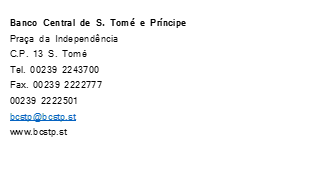 Banco Central de S. Tomé e Príncipe
Praça da Independência
C.P. 13 S. Tomé
Tel. 00239 2243700
Fax. 00239 2222777
00239 2222501
bcstp@bcstp.st
www.bcstp.st